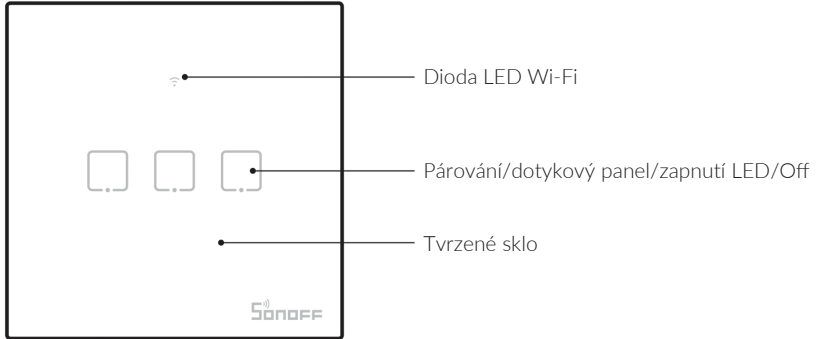 Dioda LED Wi-Fi
Párování/dotykový panel/zapnutí LED/Off
Tvrzené sklo
SONOFF